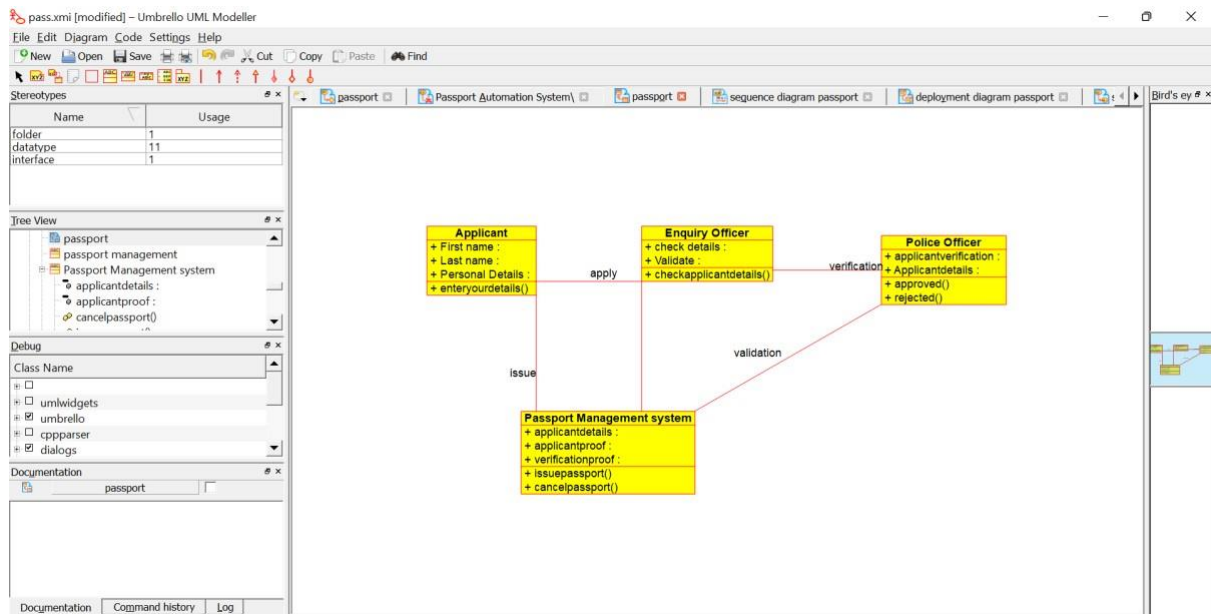 pass.xmi [modified] – Umbrello UML Modeller
File Edit Diagram Code Settings Help
New Open Save Cut Copy Paste Find
Stereotypes
Name Usage
folder 1
datatype 11
interface 1
Tree View
passport
passport management
Passport Management system
applicantdetails :
applicantproof :
cancelpassport()
Debug
Class Name
umlwidgets
umbrello
cppparser
dialogs
Documentation
passport
Documentation Command history Log
passport Passport Automation System\ passport sequence diagram passport deployment diagram passport
Bird's ey
Applicant
+ First name :
+ Last name :
+ Personal Details :
+ enteryourdetails()
apply
Enquiry Officer
+ check details :
+ Validate :
+ checkapplicantdetails()
verification
Police Officer
+ applicantverification :
+ Applicantdetails :
+ approved()
+ rejected()
validation
issue
Passport Management system
+ applicantdetails :
+ applicantproof :
+ verificationproof :
+ issuepassport()
+ cancelpassport()